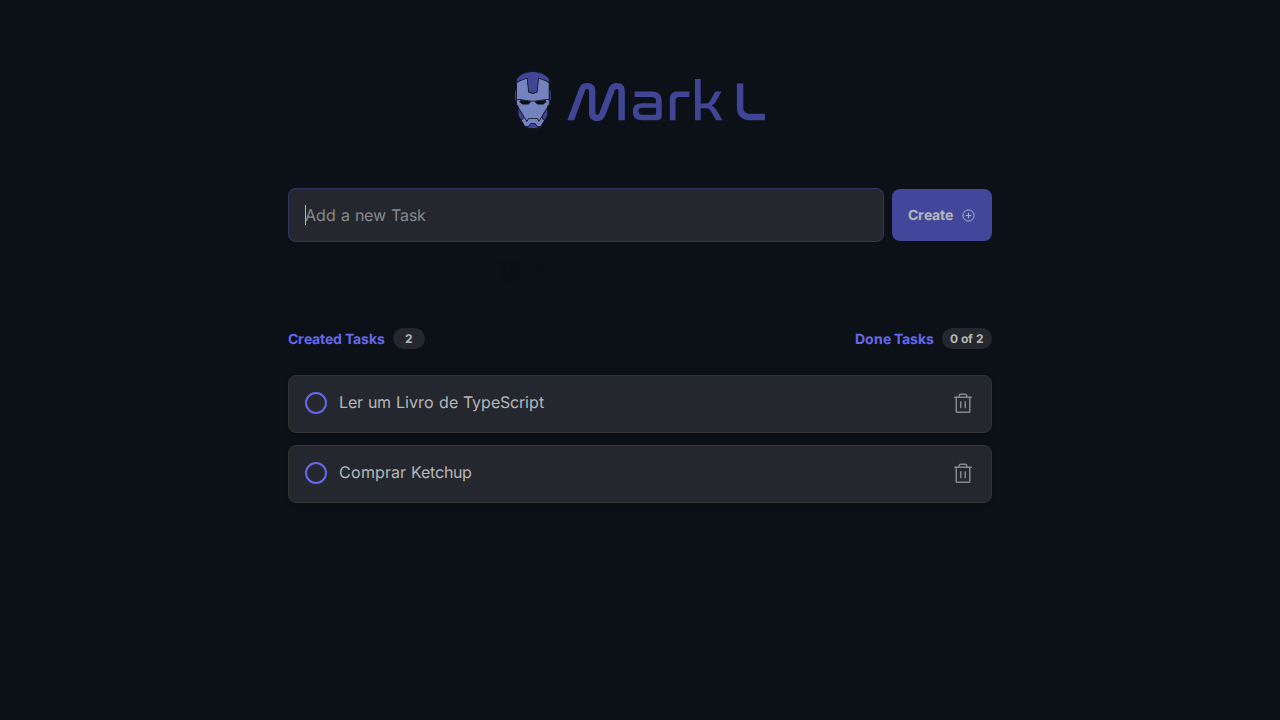 Mark L
Add a new Task
Create
Created Tasks 2
Done Tasks 0 of 2
Ler um Livro de TypeScript
Comprar Ketchup